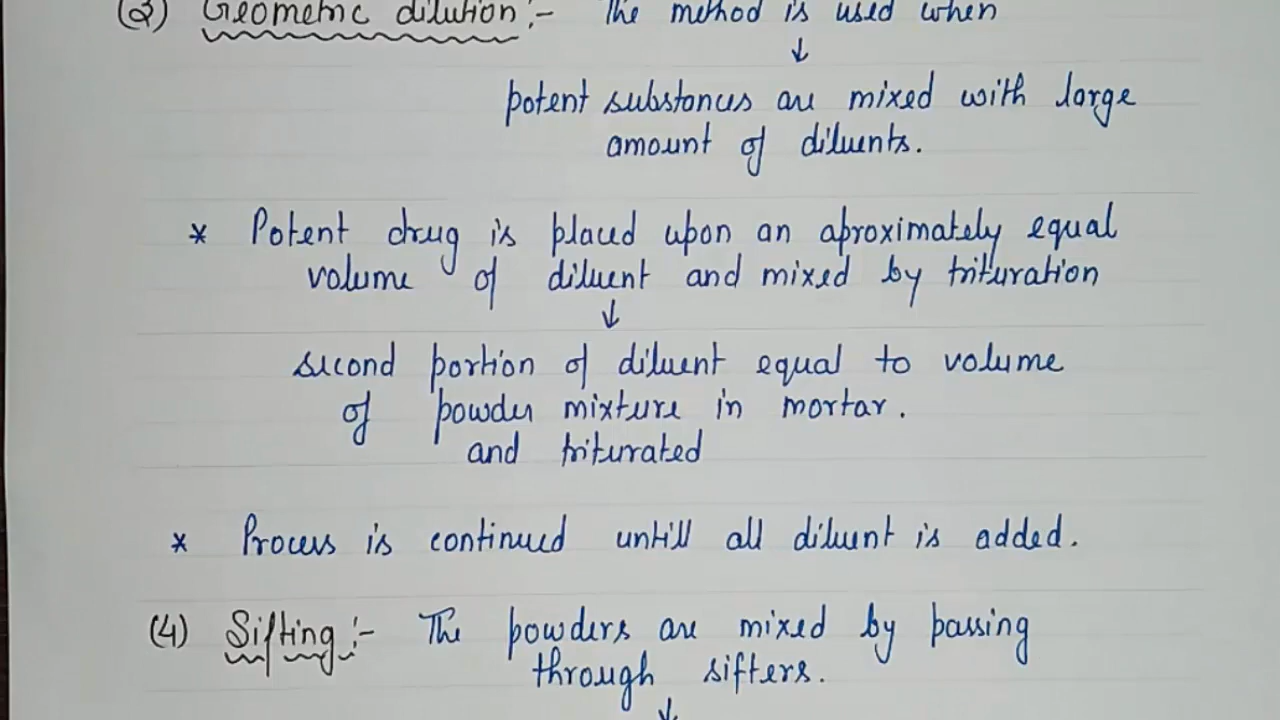 (3) Geometric dilution :- The method is used when
↓
potent substances are mixed with large
amount of diluents.
* Potent drug is placed upon an aproximately equal
volume of diluent and mixed by trituration
↓
second portion of diluent equal to volume
of powder mixture in mortar.
and triturated
* Process is continued untill all diluent is added.
(4) Sifting :- The powders are mixed by passing
through sifters.
↓